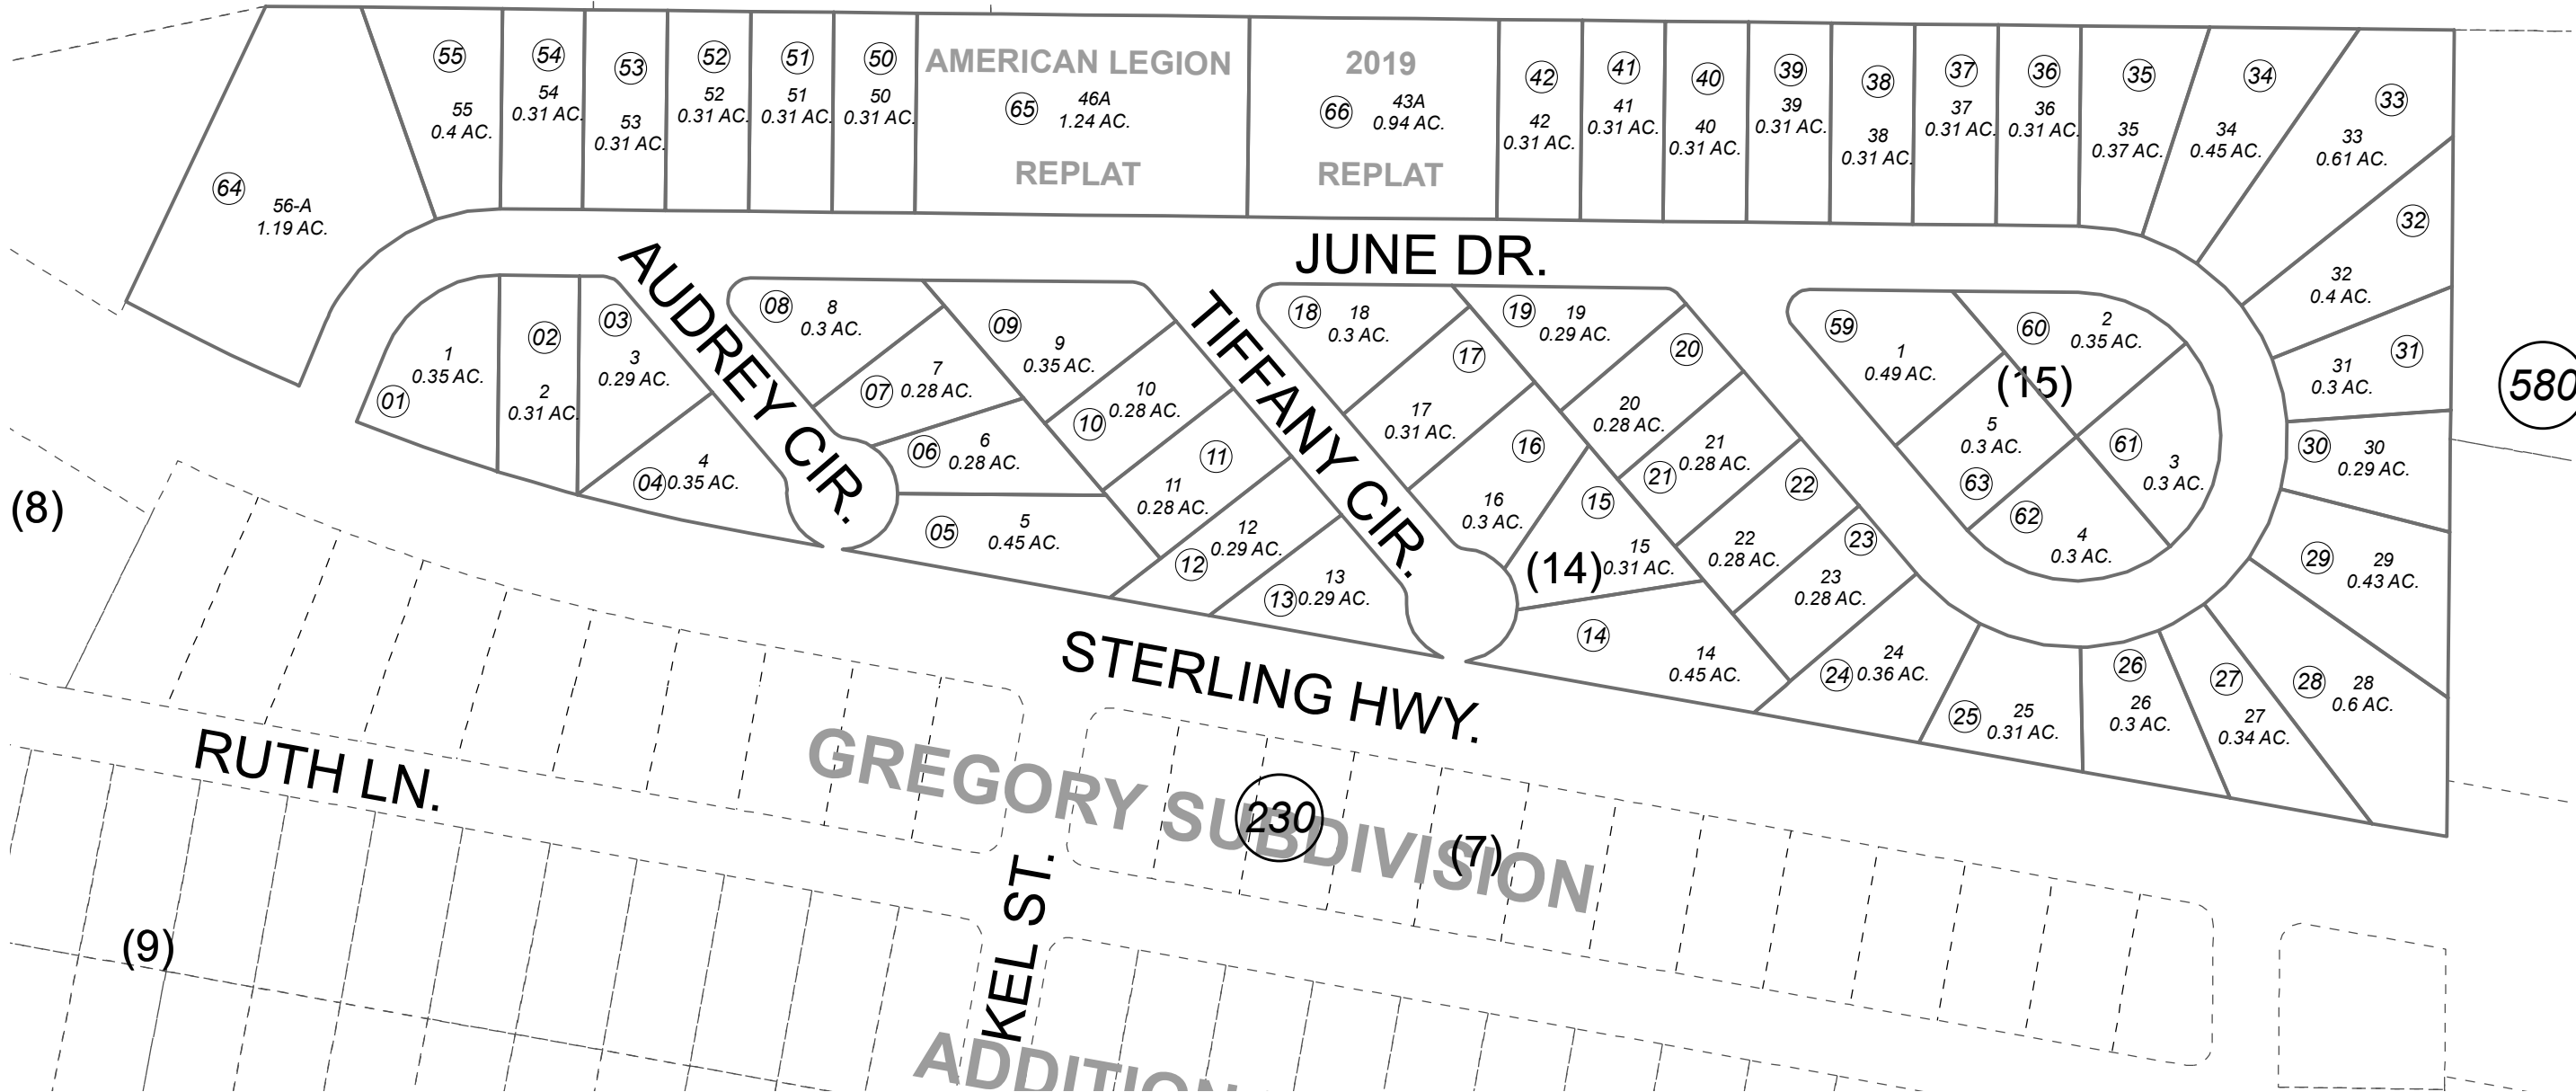 55
55
0.4 AC.
54
54
0.31 AC.
53
53
0.31 AC.
52
52
0.31 AC.
51
51
0.31 AC.
50
50
0.31 AC.
AMERICAN LEGION
65
46A
1.24 AC.
REPLAT
2019
66
43A
0.94 AC.
REPLAT
42
42
0.31 AC.
41
41
0.31 AC.
40
40
0.31 AC.
39
39
0.31 AC.
38
38
0.31 AC.
37
37
0.31 AC.
36
36
0.31 AC.
35
35
0.37 AC.
34
34
0.45 AC.
33
33
0.61 AC.
32
32
0.4 AC.
31
31
0.3 AC.
30
30
0.29 AC.
29
29
0.43 AC.
28
28
0.6 AC.
27
27
0.34 AC.
26
26
0.3 AC.
25
25
0.31 AC.
24
24
0.36 AC.
64
56-A
1.19 AC.
JUNE DR.
AUDREY CIR.
TIFFANY CIR.
01
1
0.35 AC.
02
2
0.31 AC.
03
3
0.29 AC.
04
4
0.35 AC.
08
8
0.3 AC.
07
7
0.28 AC.
06
6
0.28 AC.
05
5
0.45 AC.
09
9
0.35 AC.
10
10
0.28 AC.
11
11
0.28 AC.
12
12
0.29 AC.
13
13
0.29 AC.
18
18
0.3 AC.
17
17
0.31 AC.
16
16
0.3 AC.
15
15
0.31 AC.
(14)
14
14
0.45 AC.
19
19
0.29 AC.
20
20
0.28 AC.
21
21
0.28 AC.
22
22
0.28 AC.
23
23
0.28 AC.
59
1
0.49 AC.
60
2
0.35 AC.
(15)
61
3
0.3 AC.
62
4
0.3 AC.
63
5
0.3 AC.
580
(8)
STERLING HWY.
RUTH LN.
GREGORY SUBDIVISION
230
(7)
(9)
KEL ST.
ADDITION